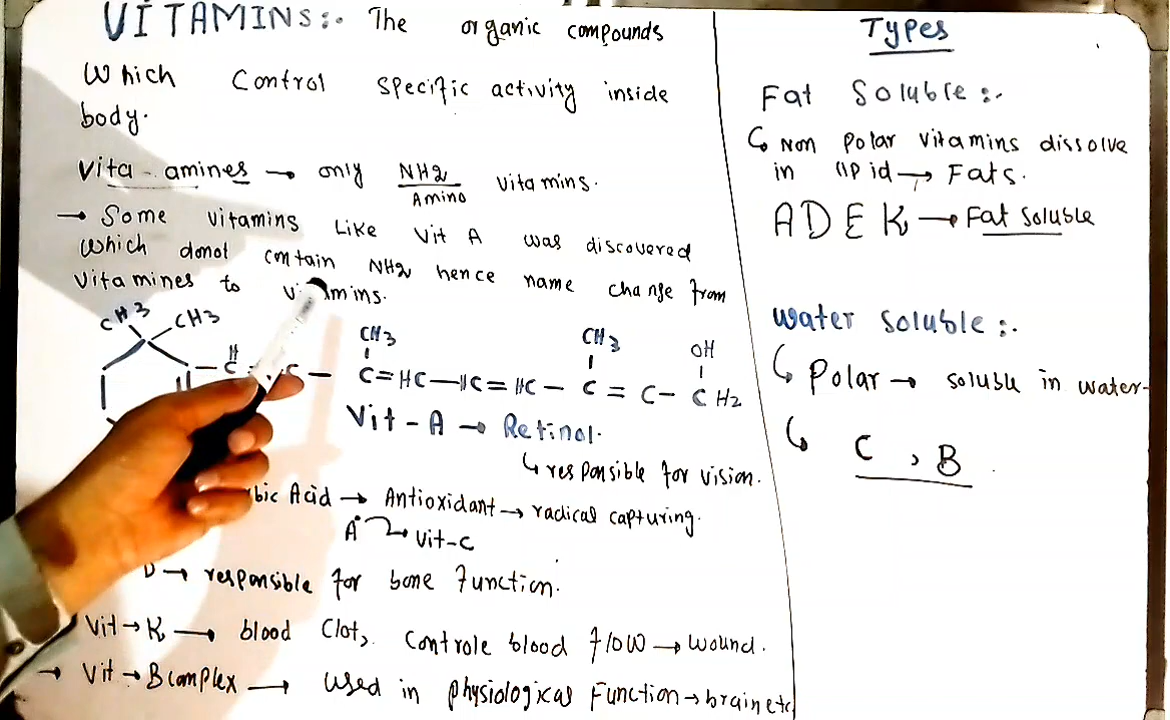 VITAMINS:. The organic compounds
Which Control specific activity inside
body.
Vita amines → only NH2 vitamins.
Amino
→ Some vitamins Like Vit A was discovered
which donot contain NH2 hence name change from
Vitamines to
CH3 CH3
CH3 CH3 OH
C=HC—HC=HC—C=C—CH2
Vit-A → Retinol.
↳ responsible for vision.
Acid → Antioxidant → radical capturing.
A Vit-C
D → responsible for bone Function.
Vit → K → blood Clots. Controle blood flow → wound.
→ Vit → B complex → Used in physiological Function → brain etc
Types
Fat Soluble:.
↳ Non Polar vitamins dissolve
in lipid → Fats.
ADEK → Fat Soluble
Water soluble:.
↳ Polar → soluble in water
↳ C, B